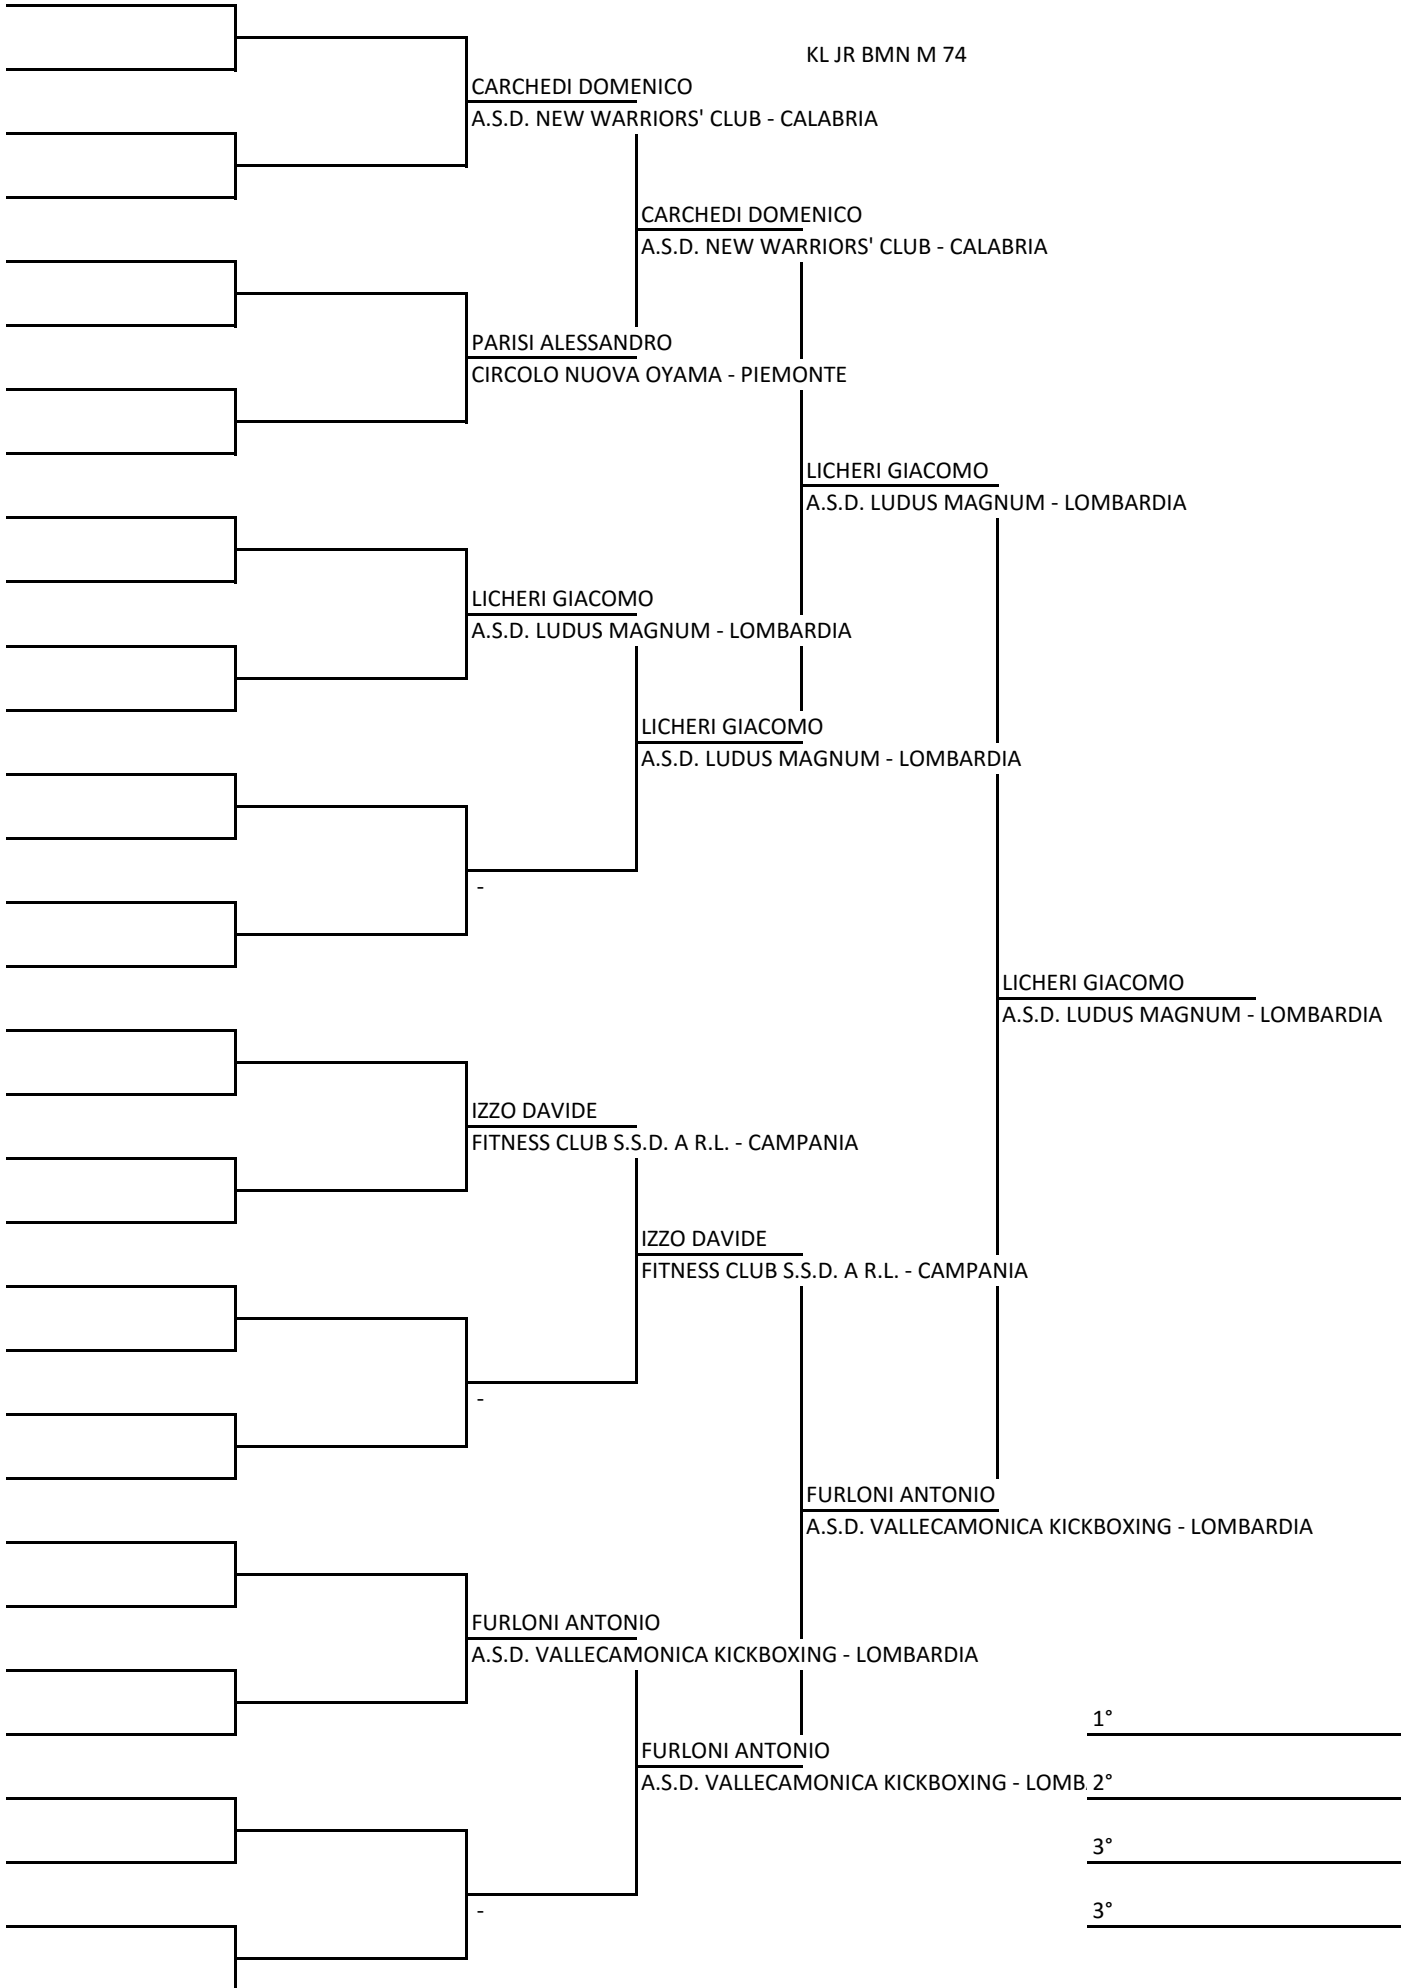 KL JR BMN M 74
CARCHEDI DOMENICO
A.S.D. NEW WARRIORS' CLUB - CALABRIA
CARCHEDI DOMENICO
A.S.D. NEW WARRIORS' CLUB - CALABRIA
PARISI ALESSANDRO
CIRCOLO NUOVA OYAMA - PIEMONTE
LICHERI GIACOMO
A.S.D. LUDUS MAGNUM - LOMBARDIA
LICHERI GIACOMO
A.S.D. LUDUS MAGNUM - LOMBARDIA
LICHERI GIACOMO
A.S.D. LUDUS MAGNUM - LOMBARDIA
-
LICHERI GIACOMO
A.S.D. LUDUS MAGNUM - LOMBARDIA
IZZO DAVIDE
FITNESS CLUB S.S.D. A R.L. - CAMPANIA
IZZO DAVIDE
FITNESS CLUB S.S.D. A R.L. - CAMPANIA
-
FURLONI ANTONIO
A.S.D. VALLECAMONICA KICKBOXING - LOMBARDIA
FURLONI ANTONIO
A.S.D. VALLECAMONICA KICKBOXING - LOMBARDIA
1°
FURLONI ANTONIO
A.S.D. VALLECAMONICA KICKBOXING - LOMB.
2°
3°
-
3°